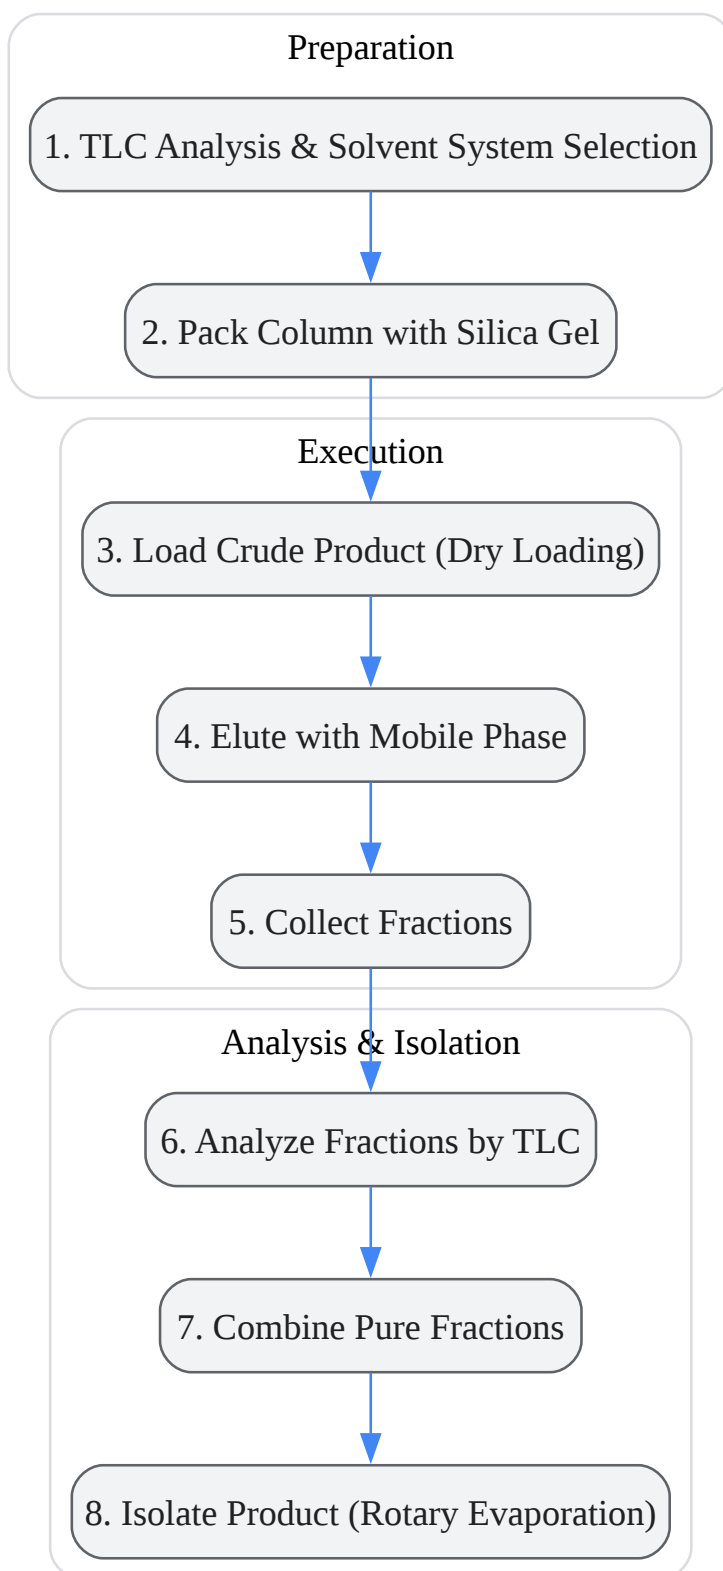 Preparation
1. TLC Analysis & Solvent System Selection
2. Pack Column with Silica Gel
Execution
3. Load Crude Product (Dry Loading)
4. Elute with Mobile Phase
5. Collect Fractions
Analysis & Isolation
6. Analyze Fractions by TLC
7. Combine Pure Fractions
8. Isolate Product (Rotary Evaporation)